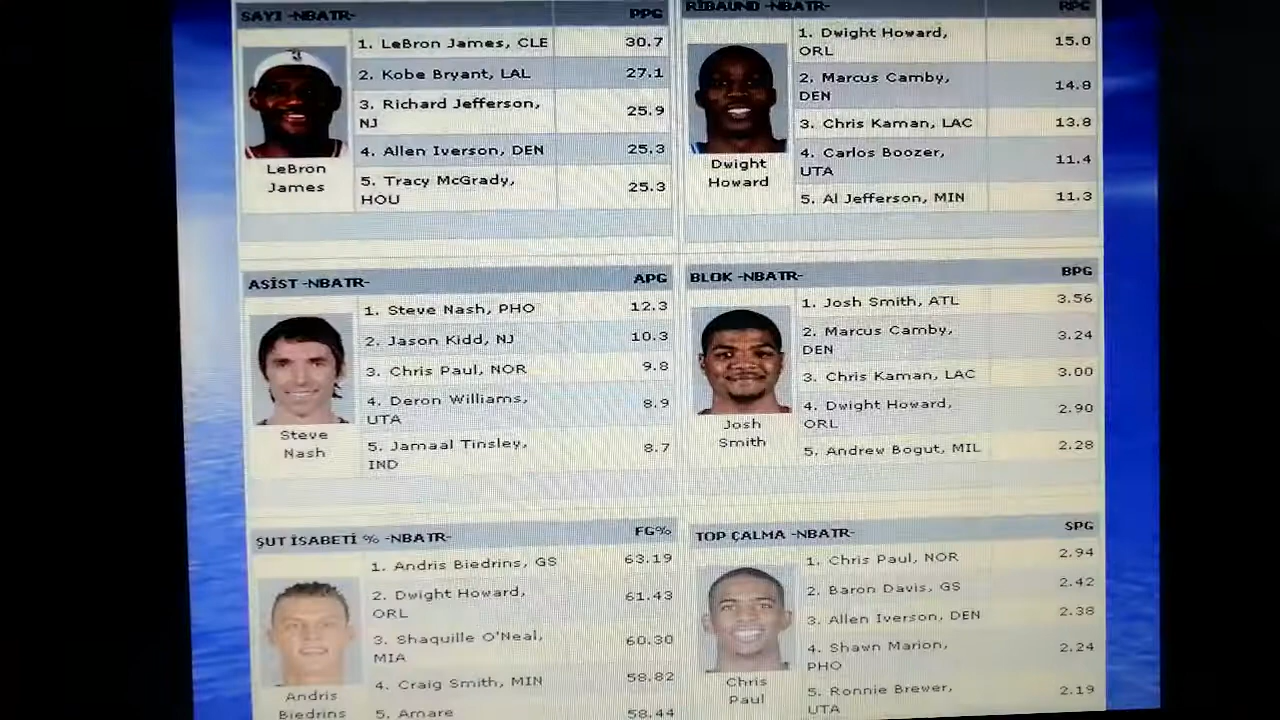 SAYI -NBATR- PPG
1. LeBron James, CLE 30.7
2. Kobe Bryant, LAL 27.1
3. Richard Jefferson,
NJ 25.9
4. Allen Iverson, DEN 25.3
5. Tracy McGrady,
HOU 25.3
LeBron
James
RİBAUND -NBATR- RPG
1. Dwight Howard,
ORL 15.0
2. Marcus Camby,
DEN 14.8
3. Chris Kaman, LAC 13.8
4. Carlos Boozer,
UTA 11.4
5. Al Jefferson, MIN 11.3
Dwight
Howard
ASİST -NBATR- APG
1. Steve Nash, PHO 12.3
2. Jason Kidd, NJ 10.3
3. Chris Paul, NOR 9.8
4. Deron Williams,
UTA 8.9
5. Jamaal Tinsley,
IND 8.7
Steve
Nash
BLOK -NBATR- BPG
1. Josh Smith, ATL 3.56
2. Marcus Camby,
DEN 3.24
3. Chris Kaman, LAC 3.00
4. Dwight Howard,
ORL 2.90
5. Andrew Bogut, MIL 2.28
Josh
Smith
ŞUT İSABETİ % -NBATR- FG%
1. Andris Biedrins, GS 63.19
2. Dwight Howard,
ORL 61.43
3. Shaquille O'Neal,
MIA 60.30
4. Craig Smith, MIN 58.82
5. Amare 58.44
Andris
Biedrins
TOP ÇALMA -NBATR- SPG
1. Chris Paul, NOR 2.94
2. Baron Davis, GS 2.42
3. Allen Iverson, DEN 2.38
4. Shawn Marion,
PHO 2.24
5. Ronnie Brewer,
UTA 2.19
Chris
Paul